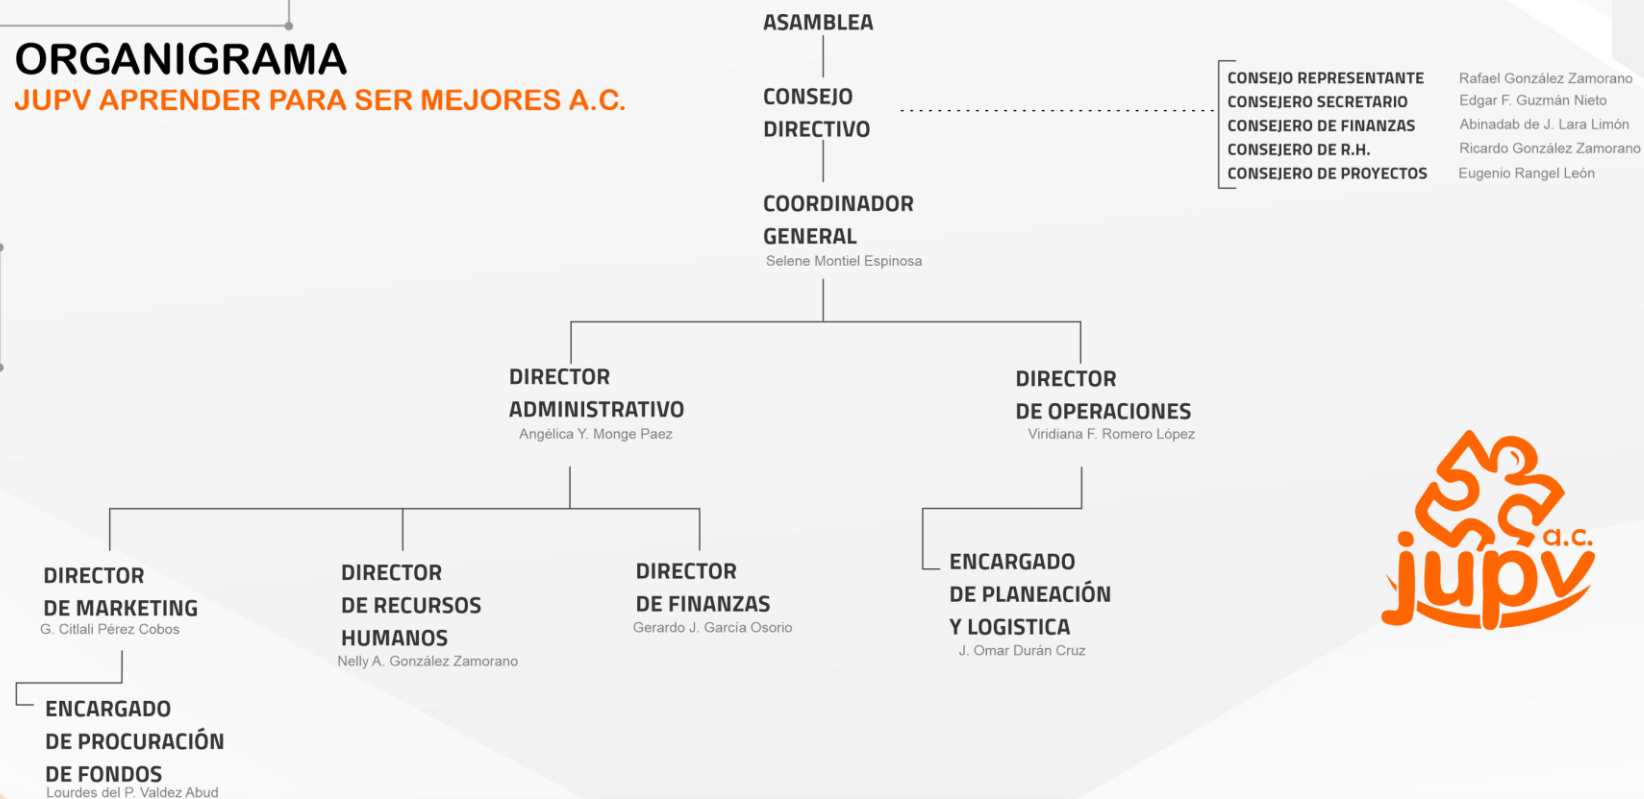 ORGANIGRAMA
JUPV APRENDER PARA SER MEJORES A.C.
ASAMBLEA
CONSEJO
DIRECTIVO
CONSEJO REPRESENTANTE Rafael González Zamorano
CONSEJERO SECRETARIO Edgar F. Guzmán Nieto
CONSEJERO DE FINANZAS Abinadab de J. Lara Limón
CONSEJERO DE R.H. Ricardo González Zamorano
CONSEJERO DE PROYECTOS Eugenio Rangel León
COORDINADOR
GENERAL
Selene Montiel Espinosa
DIRECTOR
ADMINISTRATIVO
Angélica Y. Monge Paez
DIRECTOR
DE OPERACIONES
Viridiana F. Romero López
DIRECTOR
DE MARKETING
G. Citlali Pérez Cobos
DIRECTOR
DE RECURSOS
HUMANOS
Nelly A. González Zamorano
DIRECTOR
DE FINANZAS
Gerardo J. García Osorio
ENCARGADO
DE PLANEACIÓN
Y LOGISTICA
J. Omar Durán Cruz
ENCARGADO
DE PROCURACIÓN
DE FONDOS
Lourdes del P. Valdez Abud
a.c.
jupv